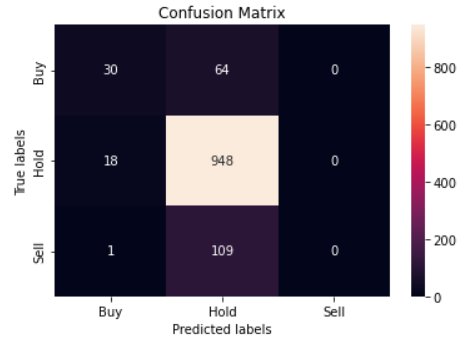 Confusion Matrix
True labels
Buy 30 64 0
Hold 18 948 0
Sell 1 109 0
Buy Hold Sell
Predicted labels
800
600
400
200
0